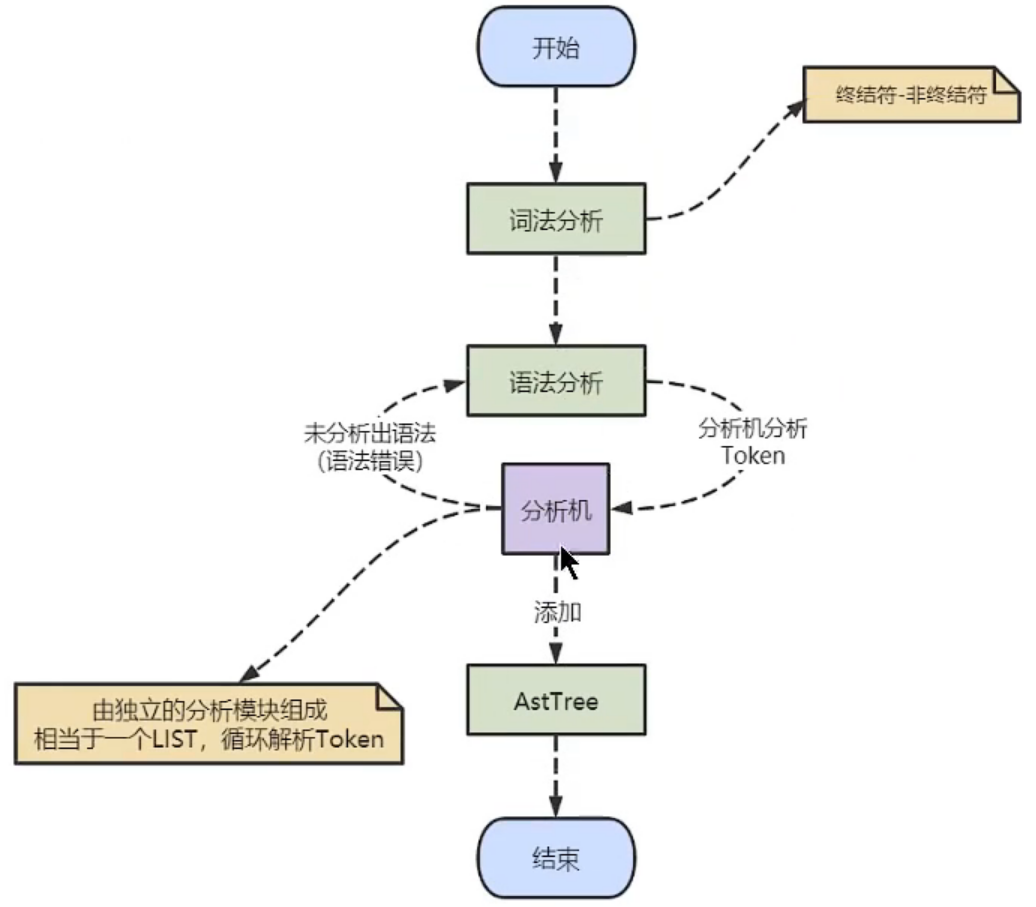 开始
终结符-非终结符
词法分析
语法分析
未分析出语法
（语法错误）
分析机分析
Token
分析机
添加
AstTree
由独立的分析模块组成
相当于一个LIST，循环解析Token
结束